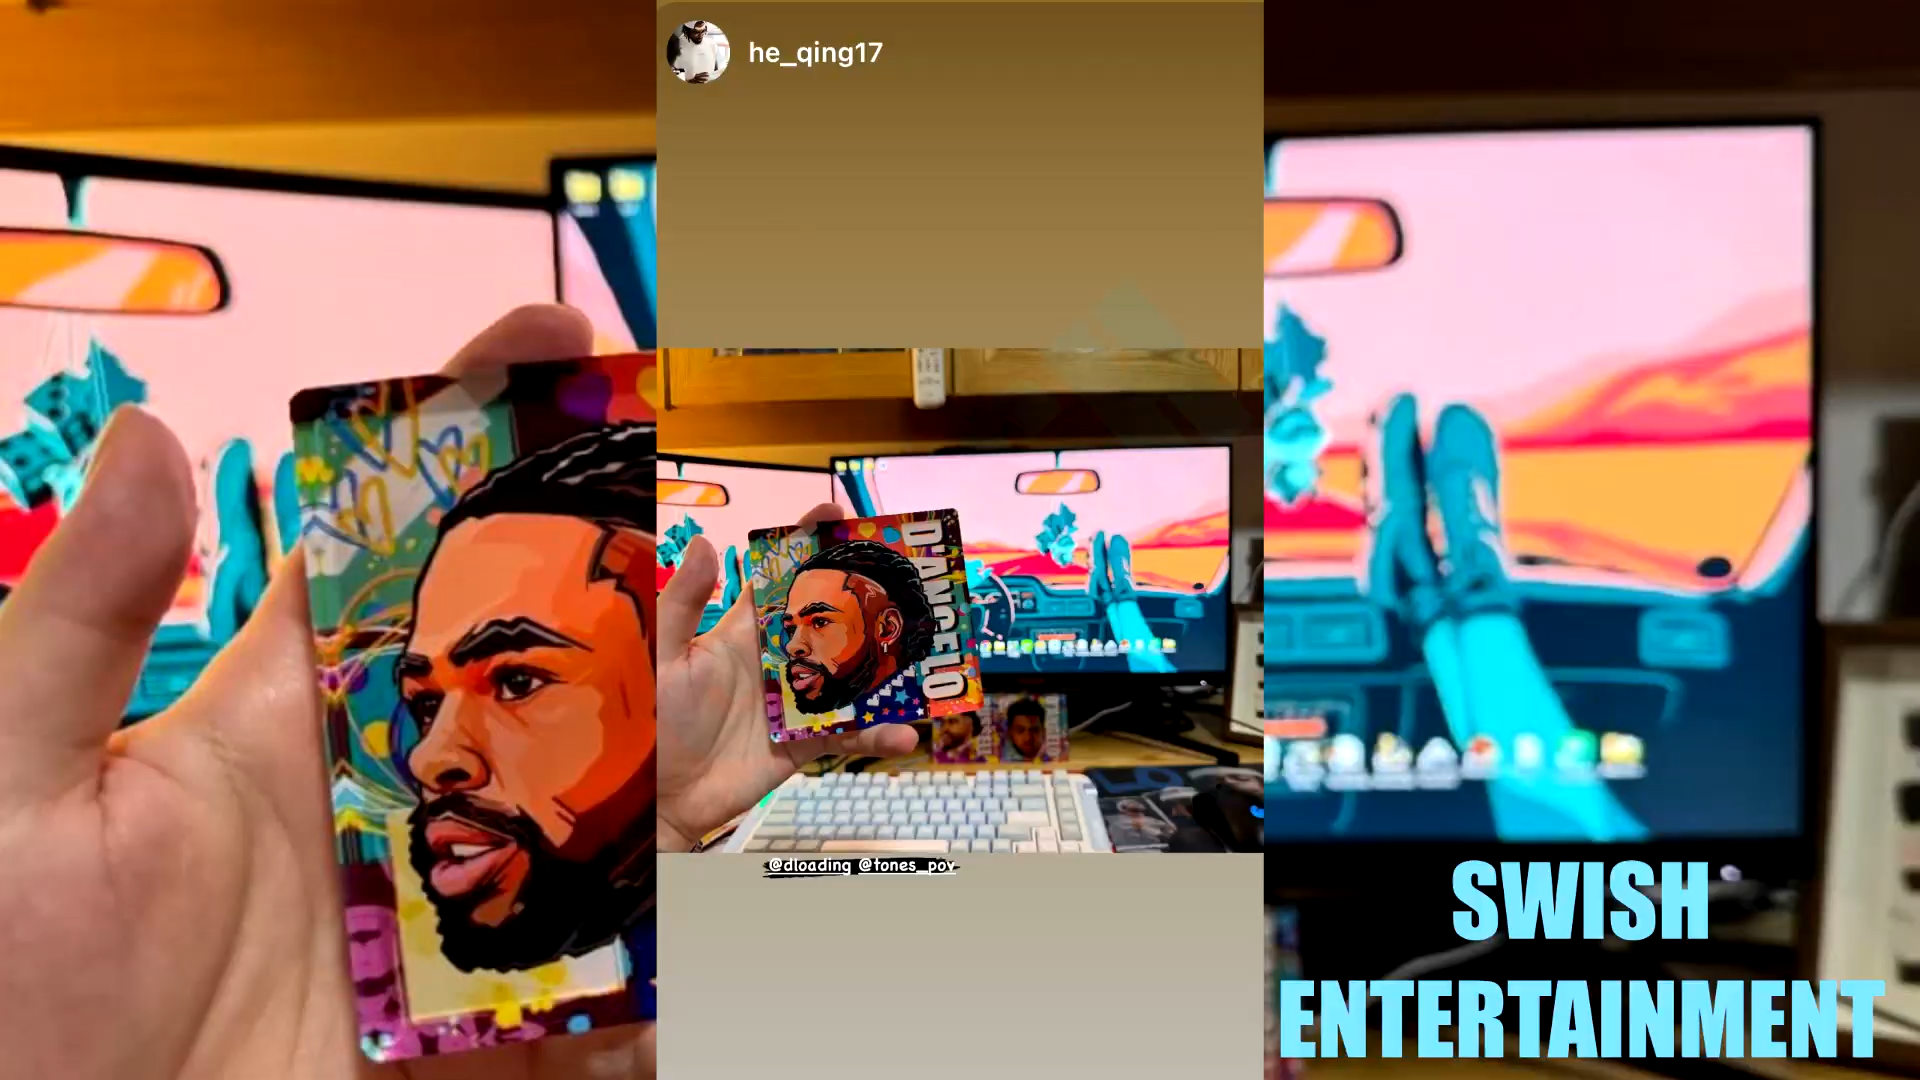 he_qing17
D'ANGELO
@dloading @tones_pov
SWISH
ENTERTAINMENT